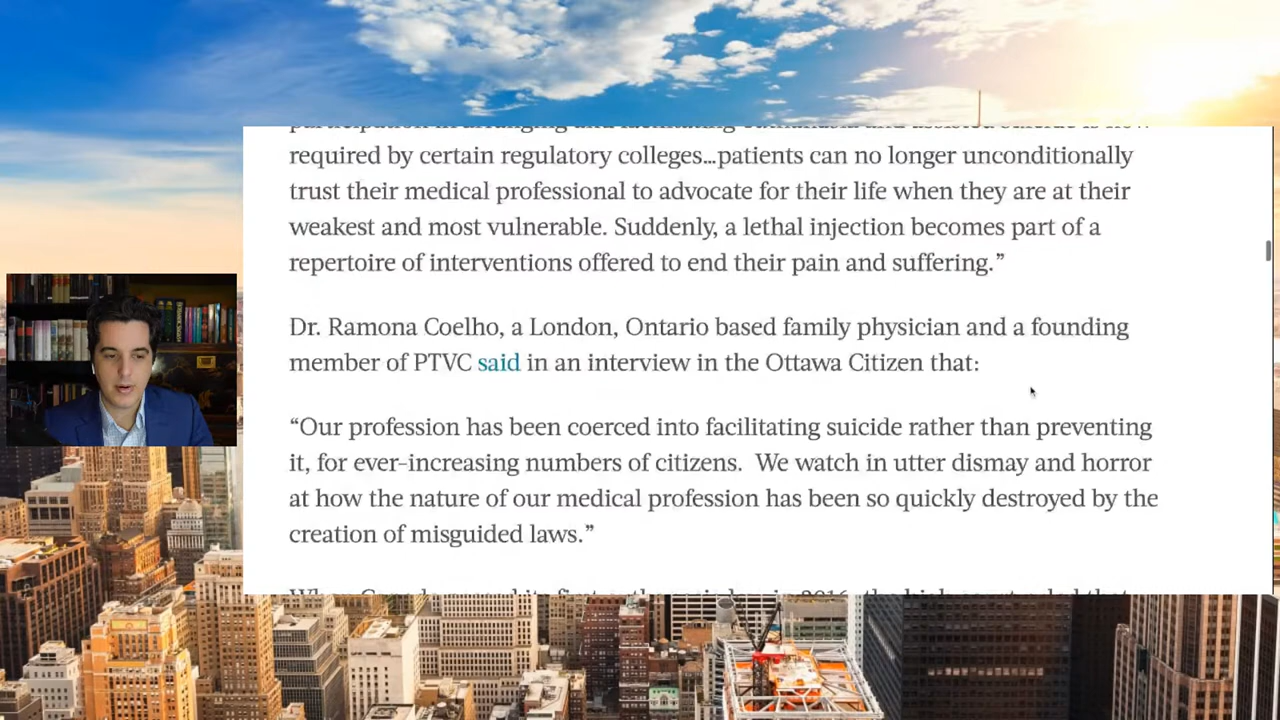 required by certain regulatory colleges…patients can no longer unconditionally
trust their medical professional to advocate for their life when they are at their
weakest and most vulnerable. Suddenly, a lethal injection becomes part of a
repertoire of interventions offered to end their pain and suffering.”
Dr. Ramona Coelho, a London, Ontario based family physician and a founding
member of PTVC said in an interview in the Ottawa Citizen that:
“Our profession has been coerced into facilitating suicide rather than preventing
it, for ever-increasing numbers of citizens.  We watch in utter dismay and horror
at how the nature of our medical profession has been so quickly destroyed by the
creation of misguided laws.”